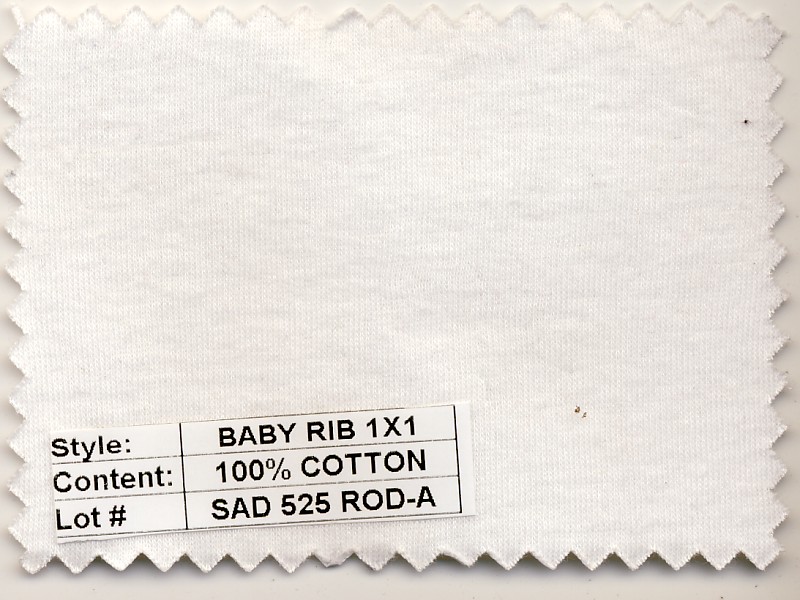 Style: BABY RIB 1X1
Content: 100% COTTON
Lot # SAD 525 ROD-A